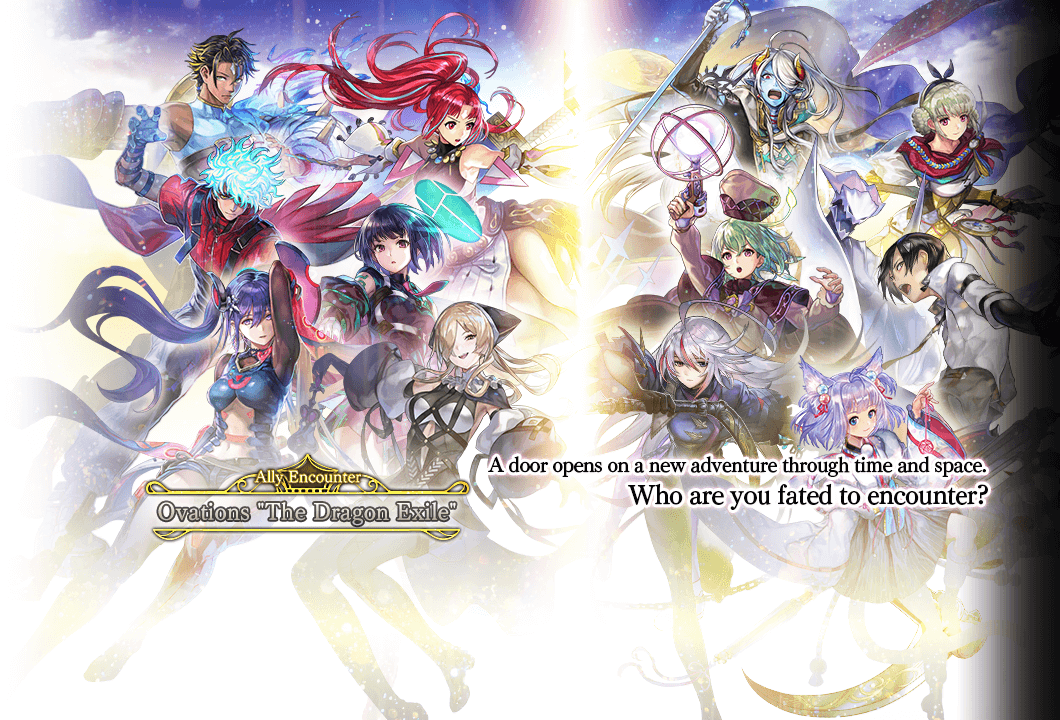 A door opens on a new adventure through time and space.
Who are you fated to encounter?
Ally Encounter
Ovations "The Dragon Exile"